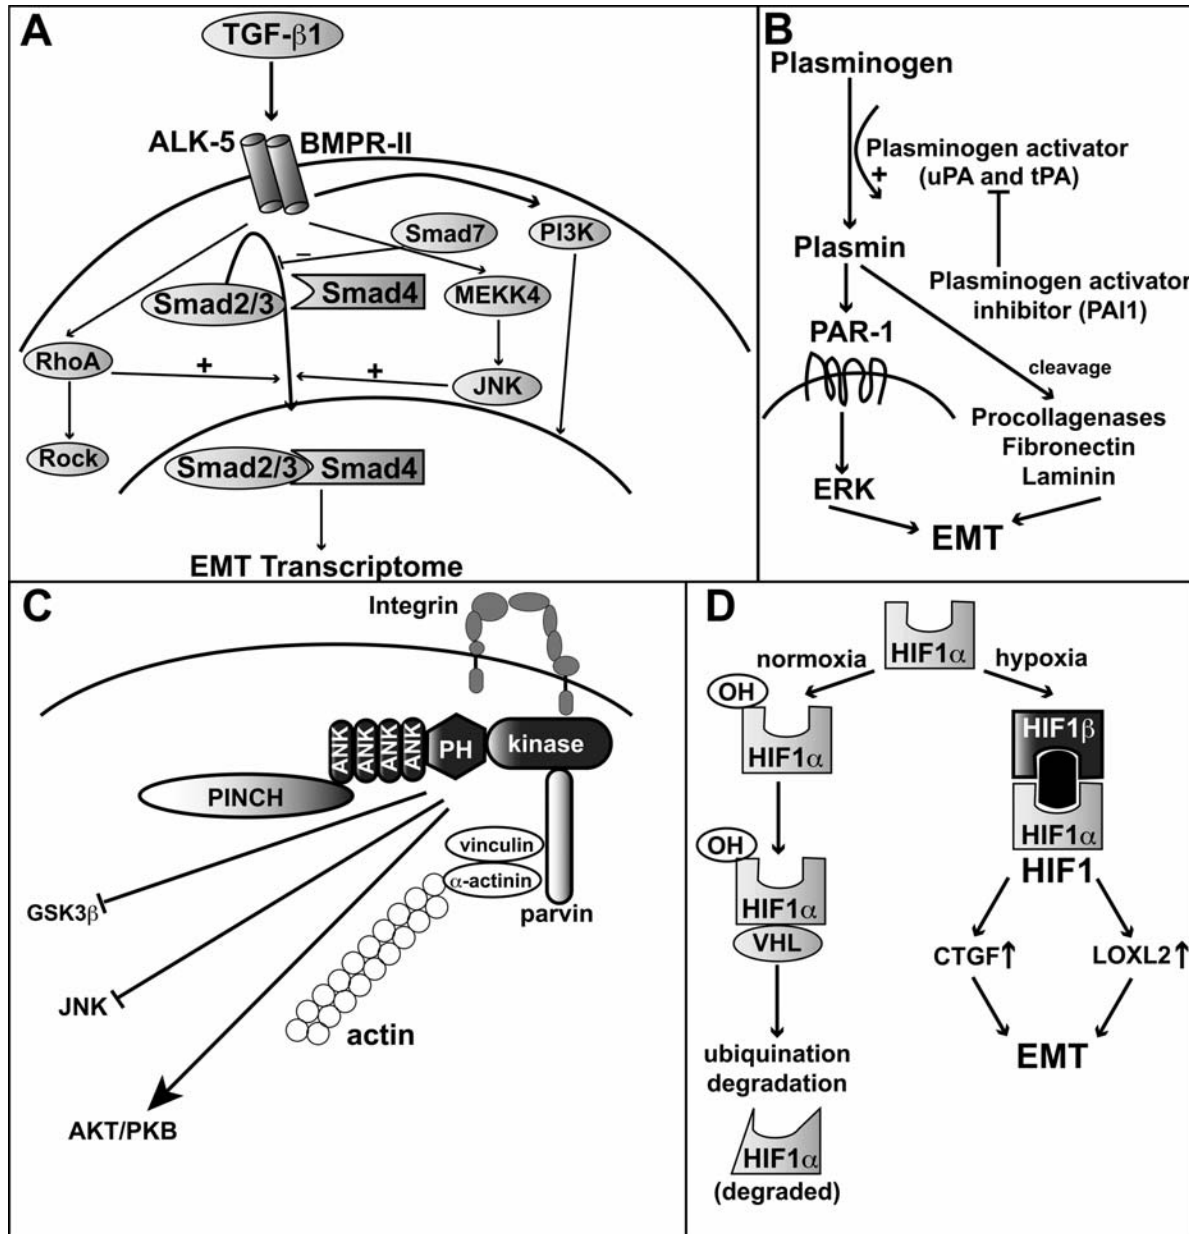 A
TGF-β1
ALK-5
BMPR-II
Smad7
PI3K
–
Smad2/3
Smad4
MEKK4
RhoA
+
+
JNK
Rock
Smad2/3
Smad4
EMT Transcriptome
B
Plasminogen
Plasminogen activator
(uPA and tPA)
+
Plasmin
Plasminogen activator
inhibitor (PAI1)
PAR-1
cleavage
Procollagenases
Fibronectin
Laminin
ERK
EMT
C
Integrin
ANK
ANK
ANK
ANK
PH
kinase
PINCH
vinculin
α-actinin
parvin
GSK3β
JNK
actin
AKT/PKB
D
HIF1α
normoxia
hypoxia
OH
HIF1α
HIF1β
HIF1α
HIF1
OH
HIF1α
VHL
CTGF↑
LOXL2↑
EMT
ubiquination
degradation
HIF1α
(degraded)